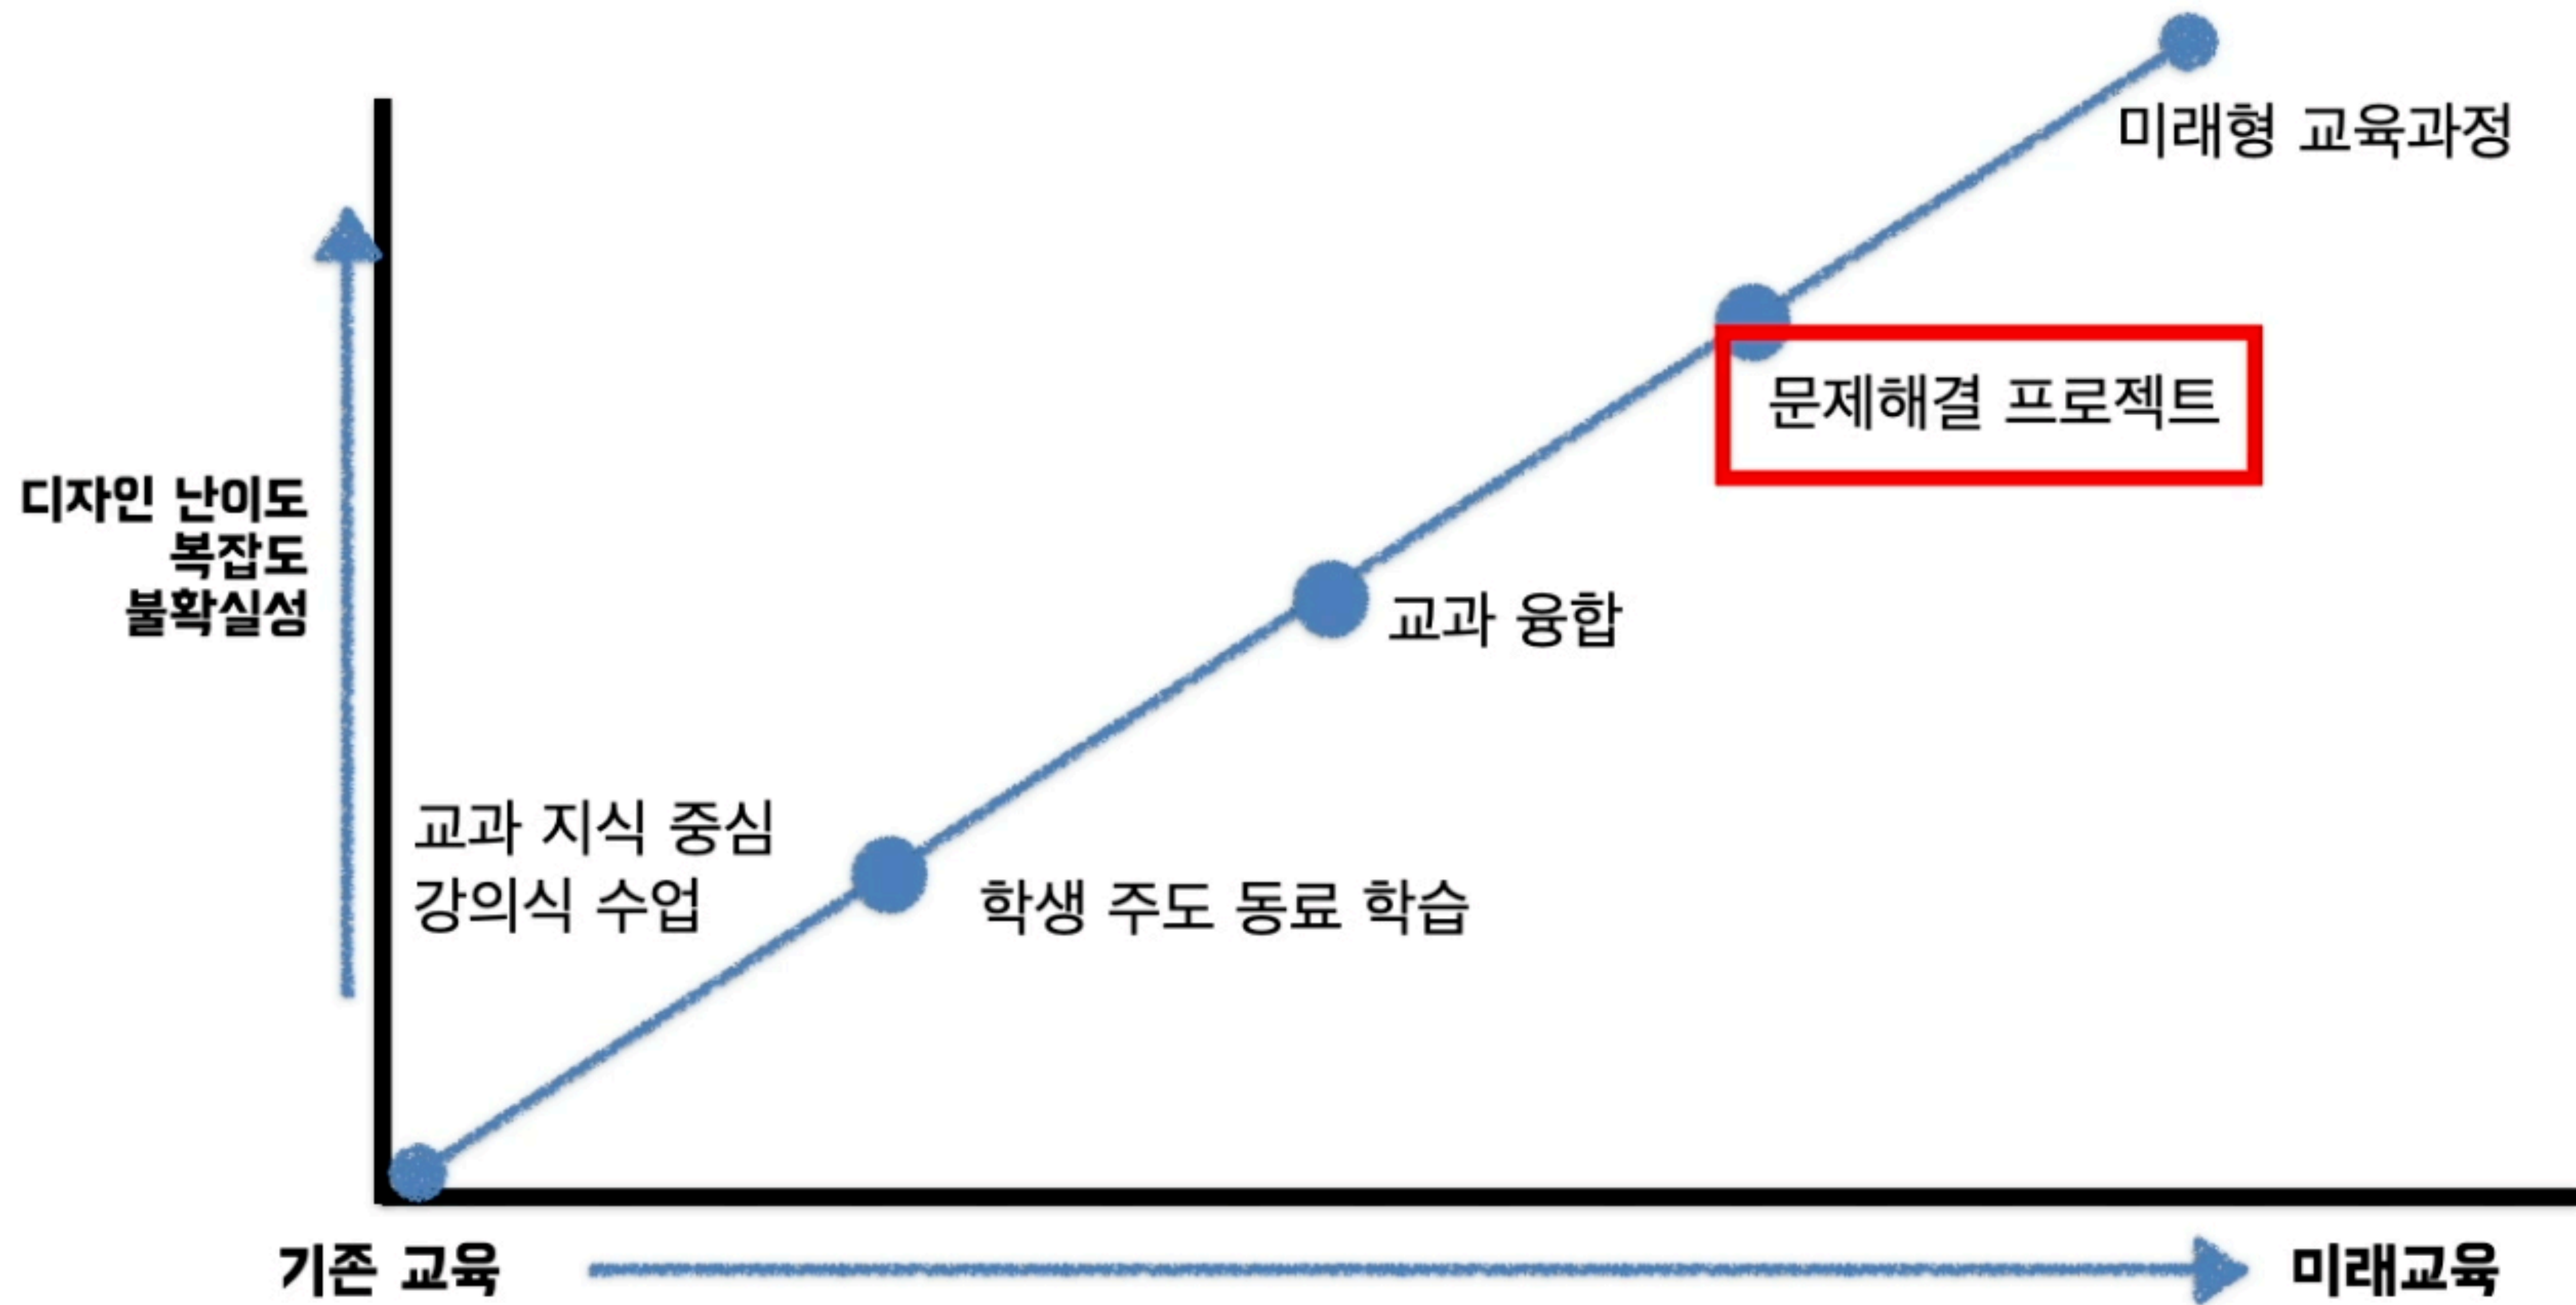 미래형 교육과정
문제해결 프로젝트
디자인 난이도
복잡도
불확실성
교과 융합
교과 지식 중심
강의식 수업
학생 주도 동료 학습
기존 교육
미래교육